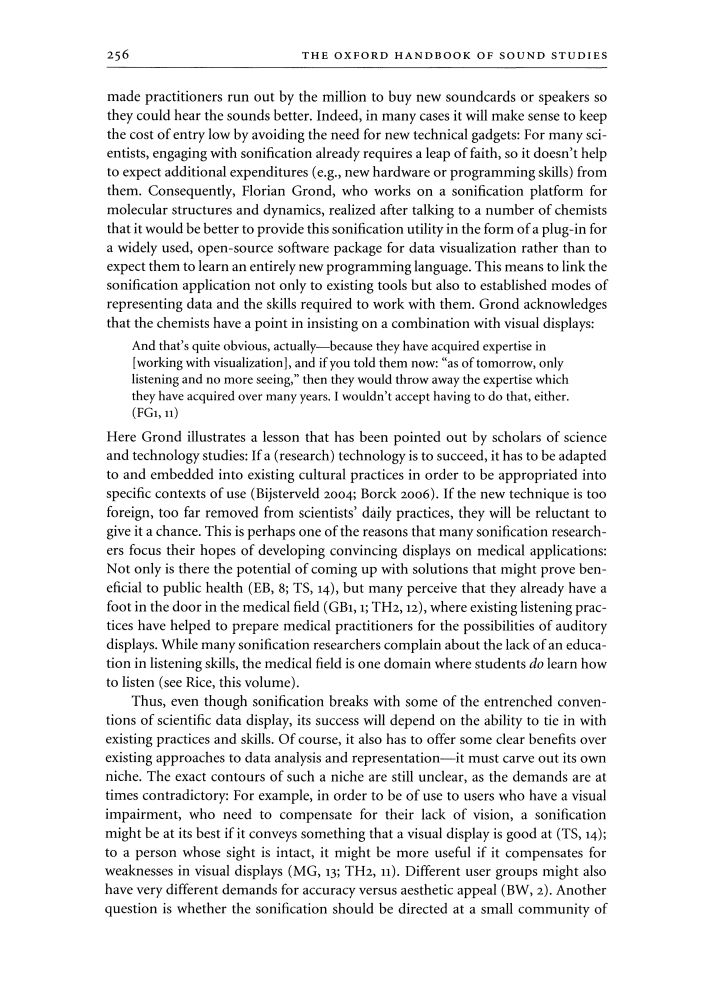 256
THE OXFORD HANDBOOK OF SOUND STUDIES
made practitioners run out by the million to buy new soundcards or speakers so
they could hear the sounds better. Indeed, in many cases it will make sense to keep
the cost of entry low by avoiding the need for new technical gadgets: For many sci-
entists, engaging with sonification already requires a leap of faith, so it doesn't help
to expect additional expenditures (e.g., new hardware or programming skills) from
them. Consequently, Florian Grond, who works on a sonification platform for
molecular structures and dynamics, realized after talking to a number of chemists
that it would be better to provide this sonification utility in the form of a plug-in for
a widely used, open-source software package for data visualization rather than to
expect them to learn an entirely new programming language. This means to link the
sonification application not only to existing tools but also to established modes of
representing data and the skills required to work with them. Grond acknowledges
that the chemists have a point in insisting on a combination with visual displays:
And that's quite obvious, actually—because they have acquired expertise in
[working with visualization], and if you told them now: "as of tomorrow, only
listening and no more seeing," then they would throw away the expertise which
they have acquired over many years. I wouldn't accept having to do that, either.
(FG1, 11)
Here Grond illustrates a lesson that has been pointed out by scholars of science
and technology studies: If a (research) technology is to succeed, it has to be adapted
to and embedded into existing cultural practices in order to be appropriated into
specific contexts of use (Bijsterveld 2004; Borck 2006). If the new technique is too
foreign, too far removed from scientists' daily practices, they will be reluctant to
give it a chance. This is perhaps one of the reasons that many sonification research-
ers focus their hopes of developing convincing displays on medical applications:
Not only is there the potential of coming up with solutions that might prove ben-
eficial to public health (EB, 8; TS, 14), but many perceive that they already have a
foot in the door in the medical field (GB1, 1; TH2, 12), where existing listening prac-
tices have helped to prepare medical practitioners for the possibilities of auditory
displays. While many sonification researchers complain about the lack of an educa-
tion in listening skills, the medical field is one domain where students do learn how
to listen (see Rice, this volume).
Thus, even though sonification breaks with some of the entrenched conven-
tions of scientific data display, its success will depend on the ability to tie in with
existing practices and skills. Of course, it also has to offer some clear benefits over
existing approaches to data analysis and representation—it must carve out its own
niche. The exact contours of such a niche are still unclear, as the demands are at
times contradictory: For example, in order to be of use to users who have a visual
impairment, who need to compensate for their lack of vision, a sonification
might be at its best if it conveys something that a visual display is good at (TS, 14);
to a person whose sight is intact, it might be more useful if it compensates for
weaknesses in visual displays (MG, 13; TH2, 11). Different user groups might also
have very different demands for accuracy versus aesthetic appeal (BW, 2). Another
question is whether the sonification should be directed at a small community of